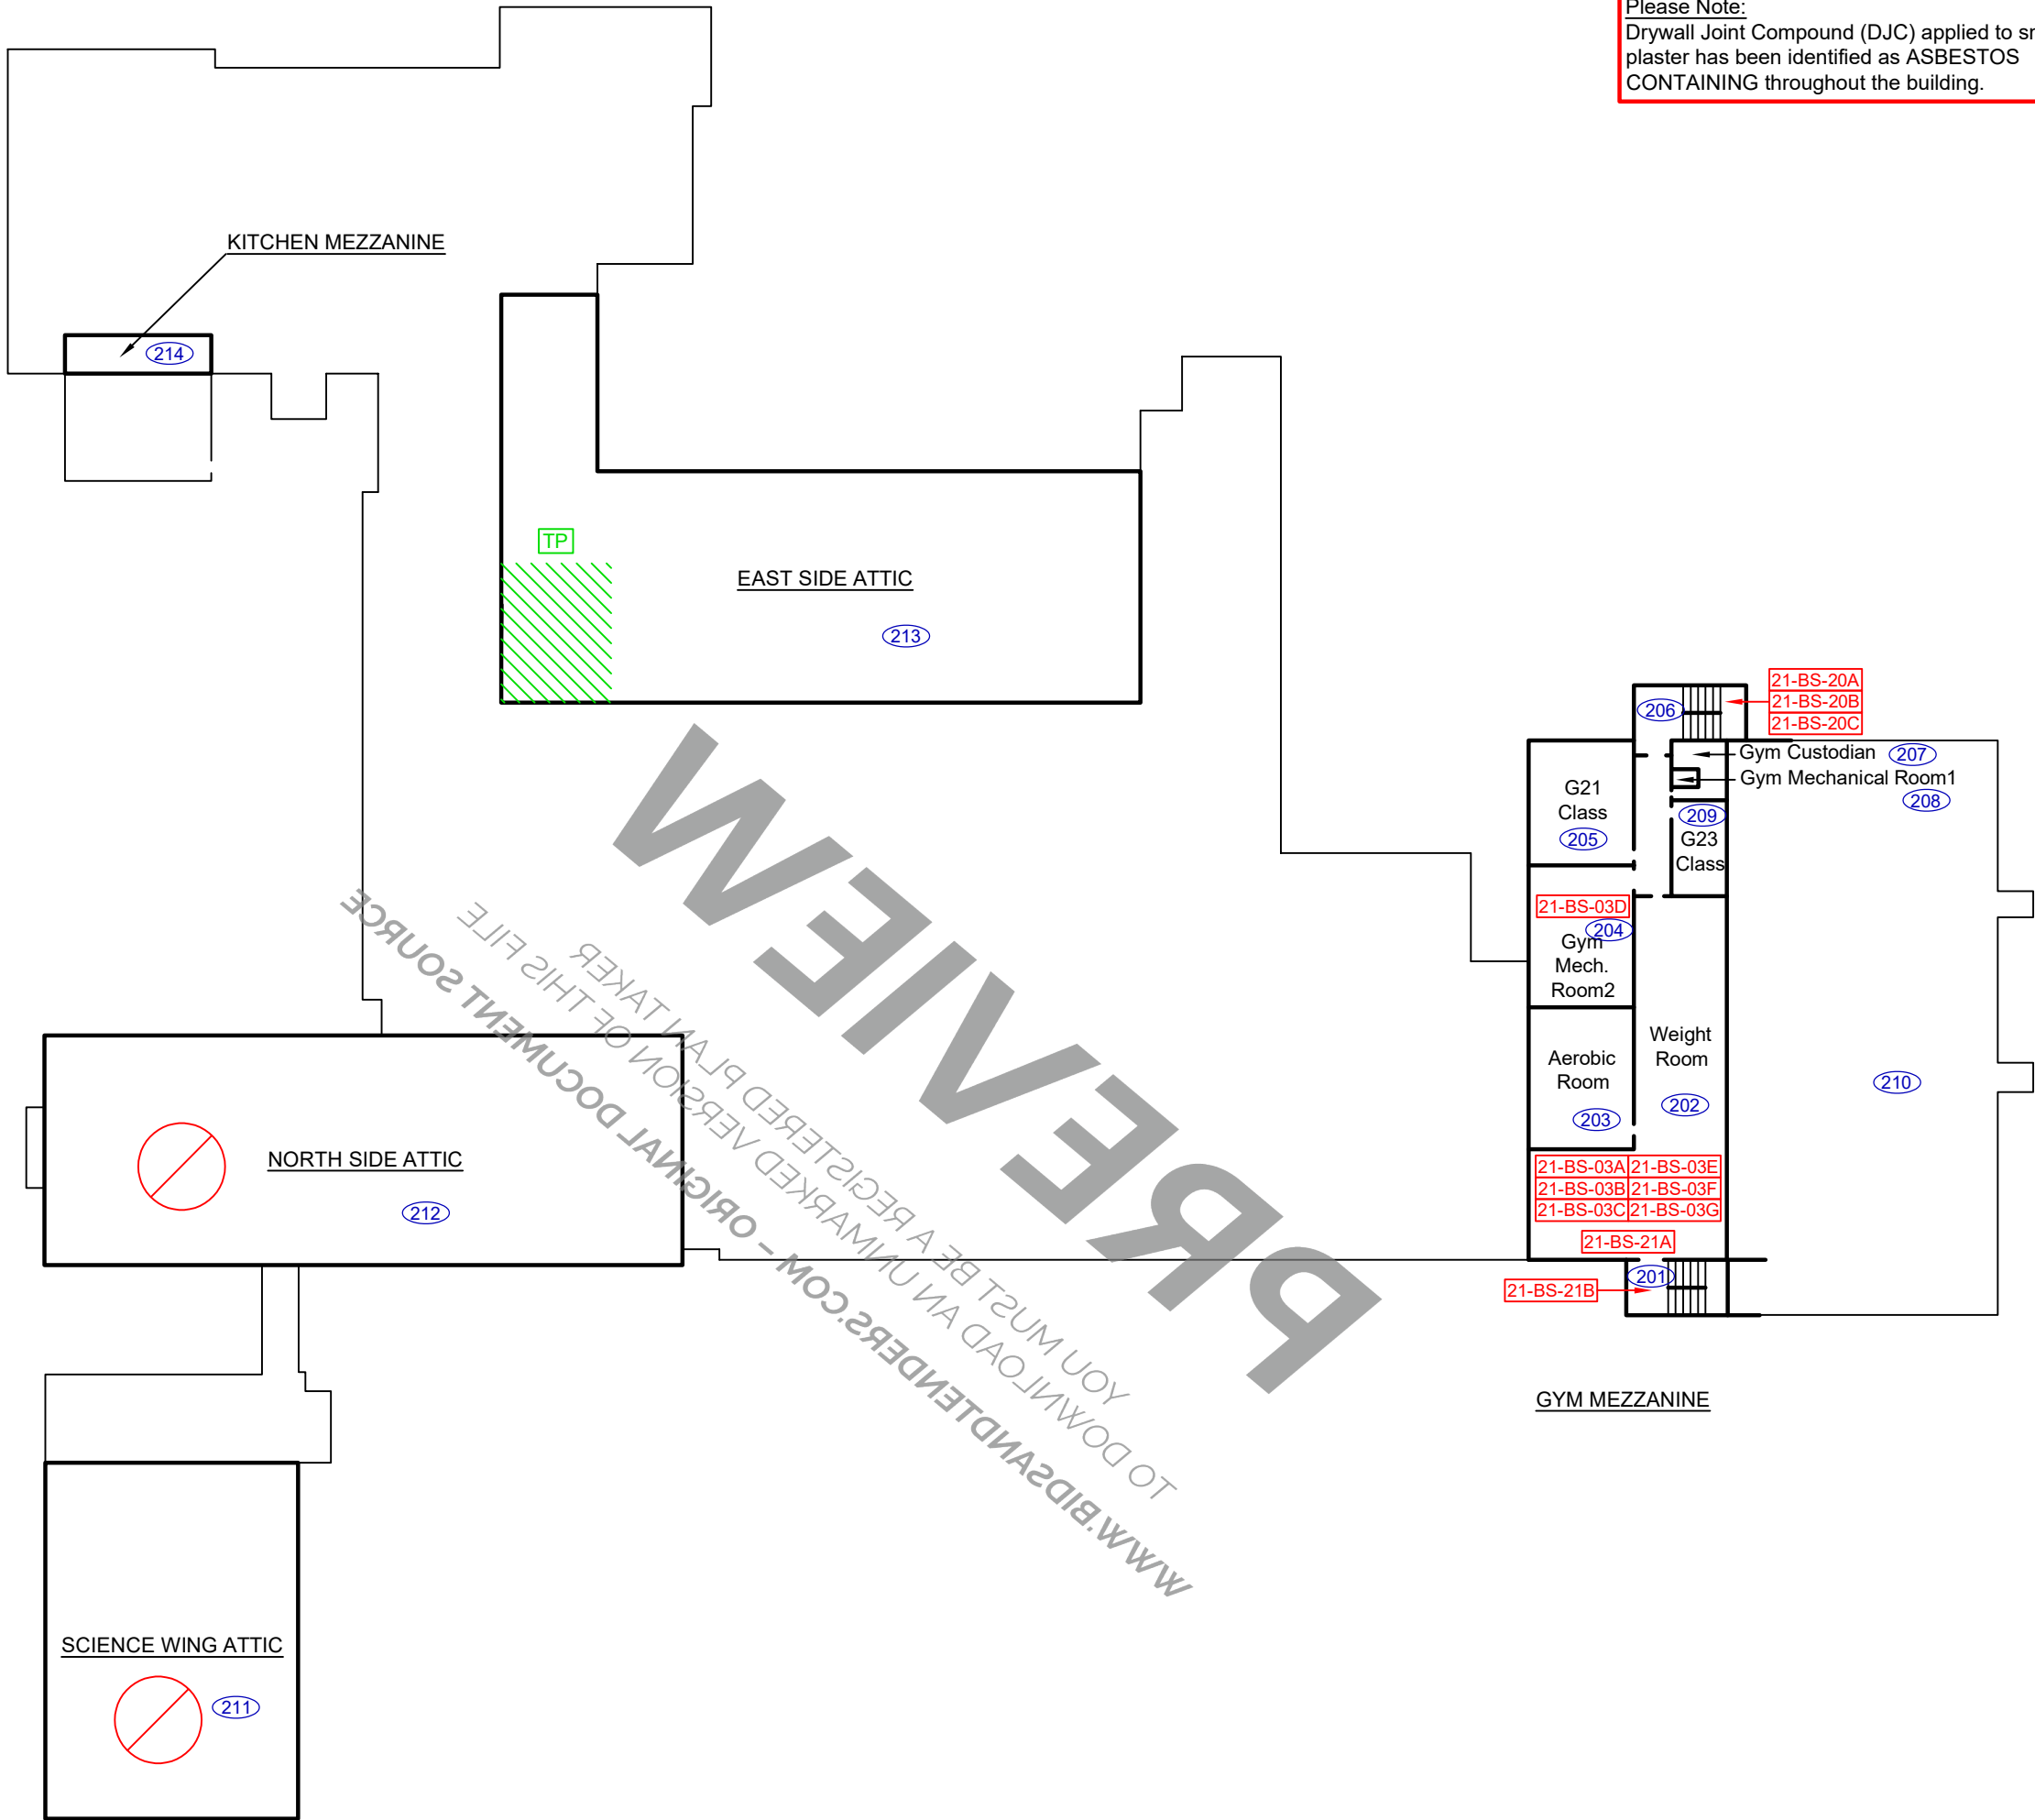 Please Note:
Drywall Joint Compound (DJC) applied to
plaster has been identified as ASBESTOS
CONTAINING throughout the building.
KITCHEN MEZZANINE
214
TP
EAST SIDE ATTIC
213
21-BS-20A
21-BS-20B
21-BS-20C
206
Gym Custodian 207
Gym Mechanical Room1
208
G21
Class
205
209
G23
Class
21-BS-03D
204
Gym
Mech.
Room2
Weight
Room
202
Aerobic
Room
203
210
21-BS-03A 21-BS-03E
21-BS-03B 21-BS-03F
21-BS-03C 21-BS-03G
21-BS-21A
201
21-BS-21B
GYM MEZZANINE
NORTH SIDE ATTIC
212
SCIENCE WING ATTIC
211
PREVIEW
YOU MUST BE A REGISTERED PLAN TAKER
TO DOWNLOAD AN UNMARKED VERSION OF THIS FILE
WWW.BIDSANDTENDERS.COM – ORIGINAL DOCUMENT SOURCE